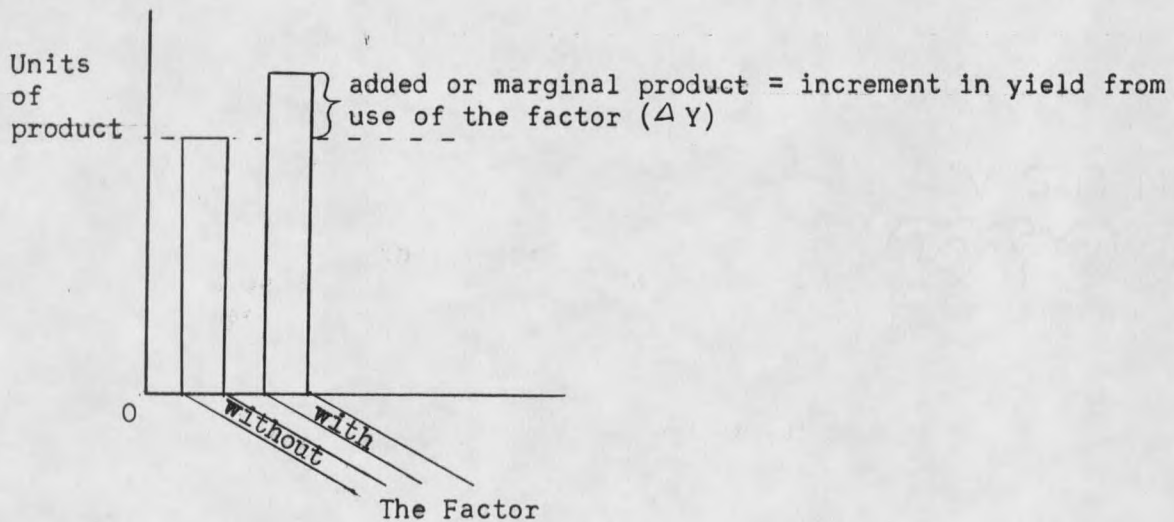 Units
of
product
added or marginal product = increment in yield from
use of the factor (Δ Y)
0
without
with
The Factor